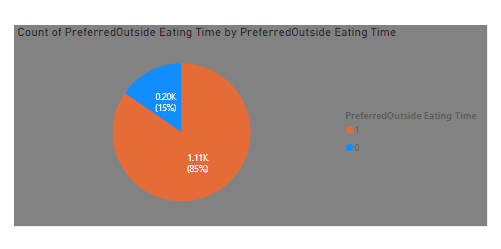 Count of PreferredOutside Eating Time by PreferredOutside Eating Time
0.20K
(15%)
1.11K
(85%)
PreferredOutside Eating Time
1
0